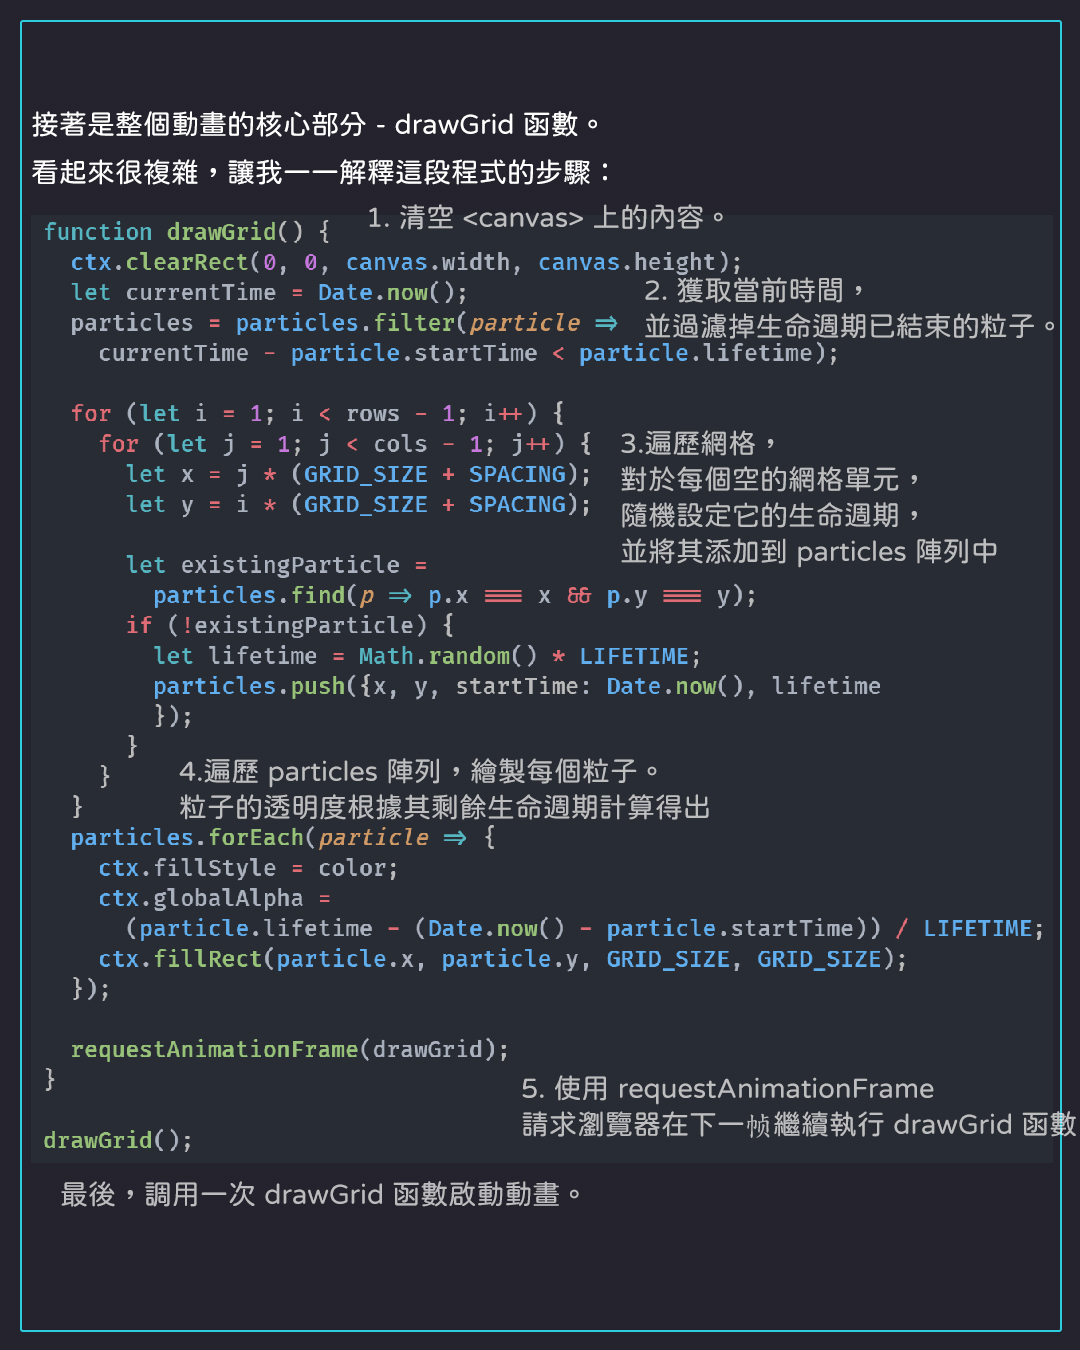 接著是整個動畫的核心部分 - drawGrid 函數。
看起來很複雜，讓我一一解釋這段程式的步驟：
1. 清空 <canvas> 上的內容。
function drawGrid() {
ctx.clearRect(0, 0, canvas.width, canvas.height);
let currentTime = Date.now();
2. 獲取當前時間，
並過濾掉生命週期已結束的粒子。
particles = particles.filter(particle =>
currentTime - particle.startTime < particle.lifetime);
for (let i = 1; i < rows - 1; i++) {
for (let j = 1; j < cols - 1; j++) {
3.遍歷網格，
對於每個空的網格單元，
隨機設定它的生命週期，
並將其添加到 particles 陣列中
let x = j * (GRID_SIZE + SPACING);
let y = i * (GRID_SIZE + SPACING);
let existingParticle =
particles.find(p => p.x === x && p.y === y);
if (!existingParticle) {
let lifetime = Math.random() * LIFETIME;
particles.push({x, y, startTime: Date.now(), lifetime
});
}
}
}
4.遍歷 particles 陣列，繪製每個粒子。
粒子的透明度根據其剩餘生命週期計算得出
particles.forEach(particle => {
ctx.fillStyle = color;
ctx.globalAlpha =
(particle.lifetime - (Date.now() - particle.startTime)) / LIFETIME;
ctx.fillRect(particle.x, particle.y, GRID_SIZE, GRID_SIZE);
});
requestAnimationFrame(drawGrid);
}
5. 使用 requestAnimationFrame
請求瀏覽器在下一帧繼續執行 drawGrid 函數
drawGrid();
最後，調用一次 drawGrid 函數啟動動畫。